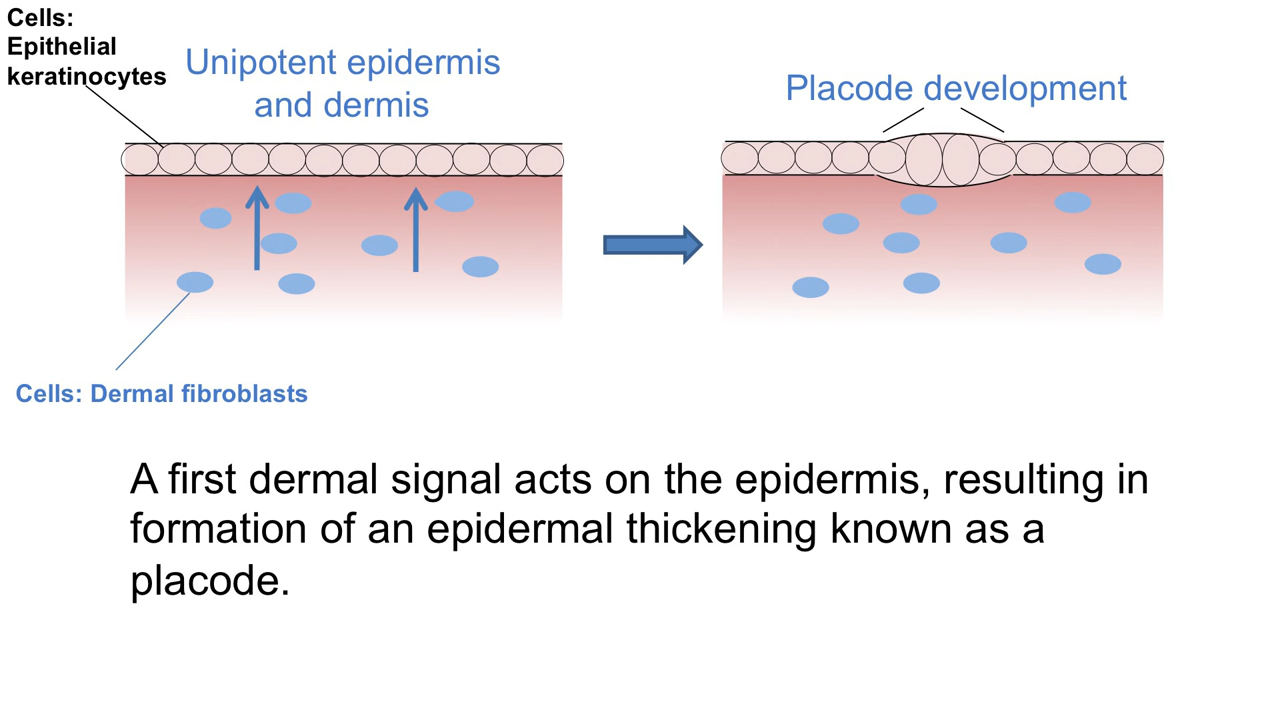 Cells:
Epithelial
keratinocytes
Unipotent epidermis
and dermis
Placode development
Cells: Dermal fibroblasts
A first dermal signal acts on the epidermis, resulting in
formation of an epidermal thickening known as a
placode.